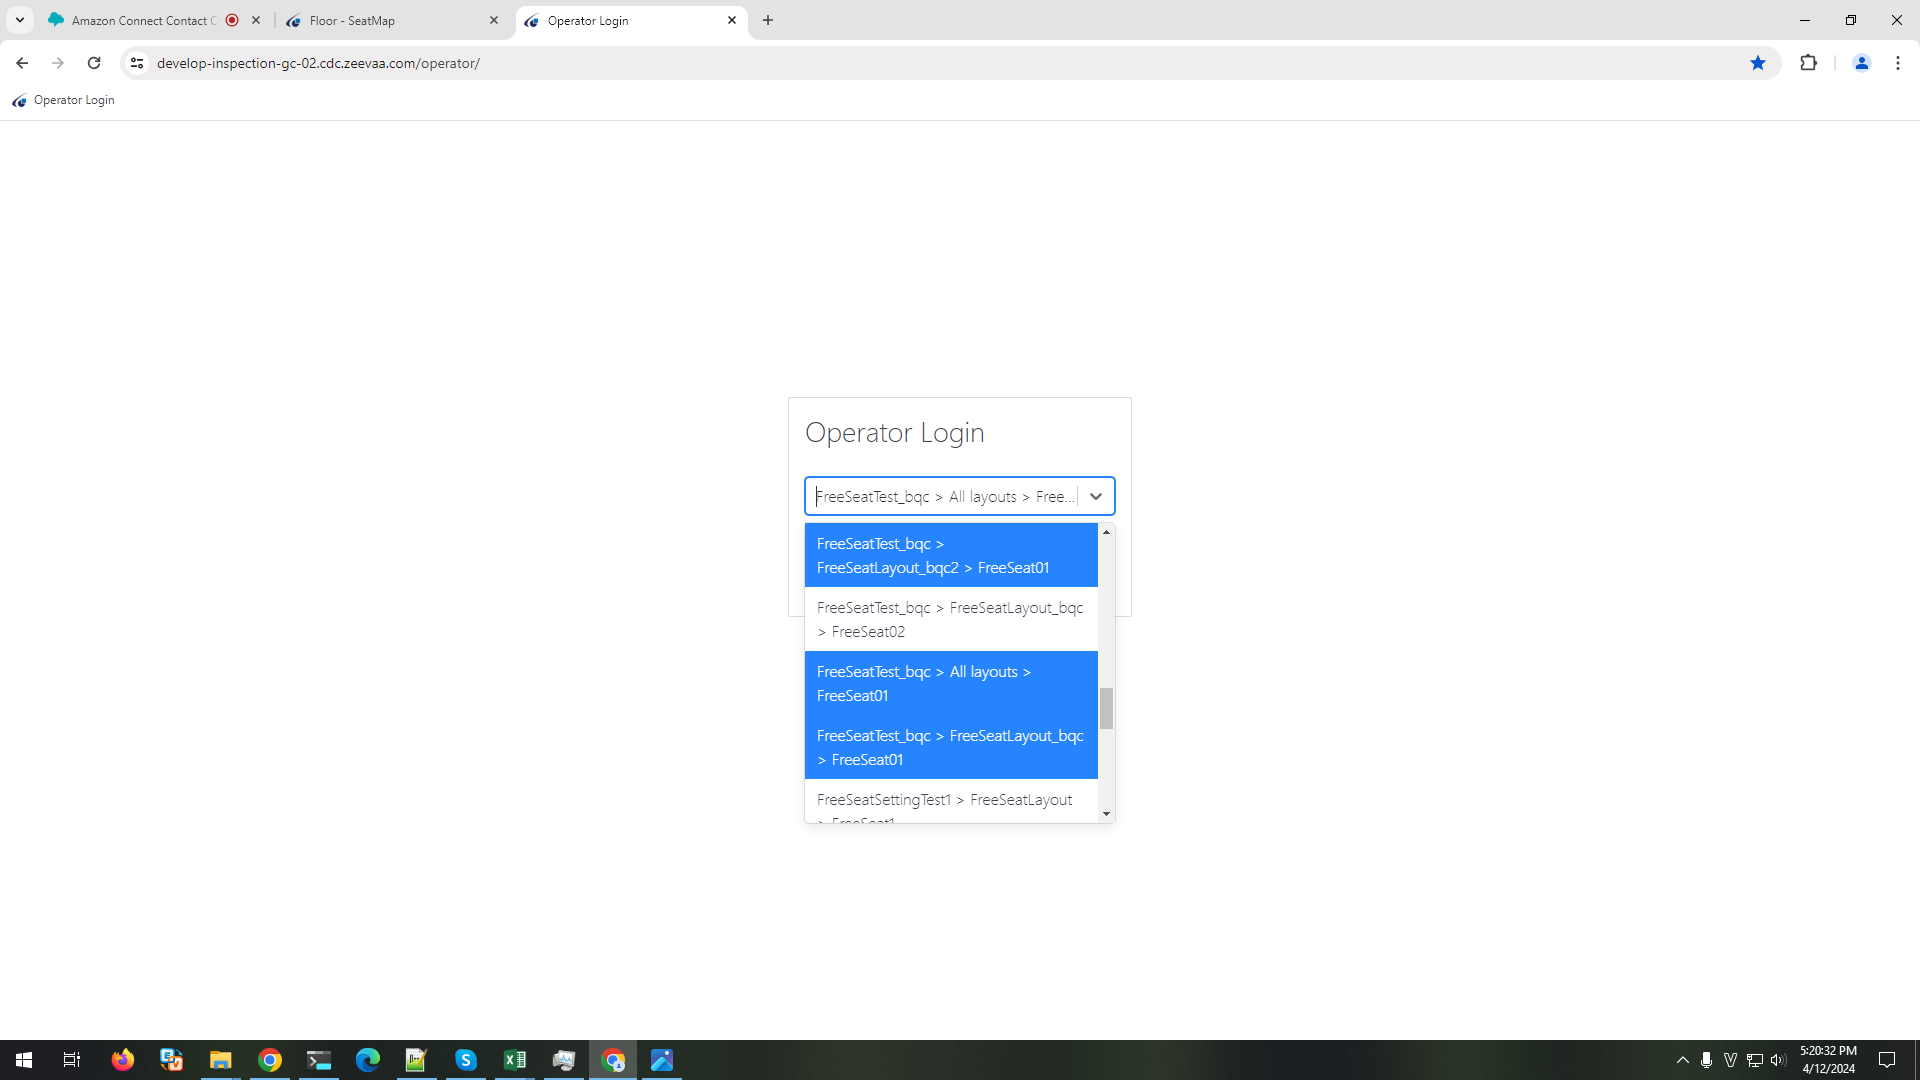 Amazon Connect Contact C
Floor - SeatMap
Operator Login
develop-inspection-gc-02.cdc.zeevaa.com/operator/
Operator Login
Operator Login
FreeSeatTest_bqc > All layouts > Free...
FreeSeatTest_bqc >
FreeSeatLayout_bqc2 > FreeSeat01
FreeSeatTest_bqc > FreeSeatLayout_bqc
> FreeSeat02
FreeSeatTest_bqc > All layouts >
FreeSeat01
FreeSeatTest_bqc > FreeSeatLayout_bqc
> FreeSeat01
FreeSeatSettingTest1 > FreeSeatLayout
> FreeSeat1
5:20:32 PM
4/12/2024